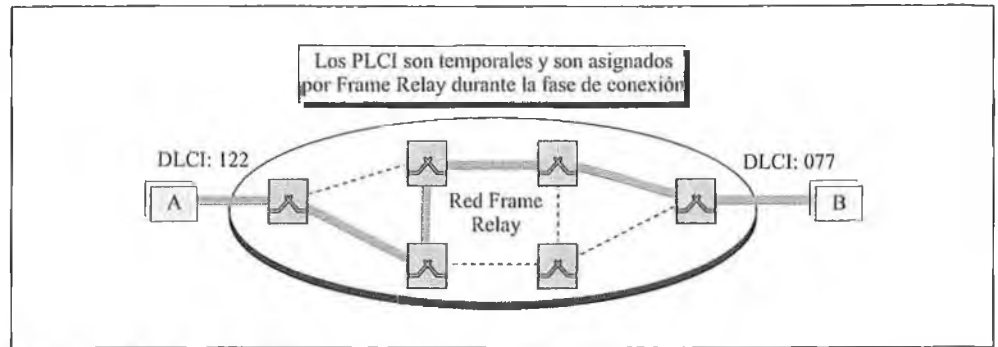 Los PLCI son temporales y son asignados
por Frame Relay durante la fase de conexión
DLCI: 122
DLCI: 077
A
Red Frame
Relay
B